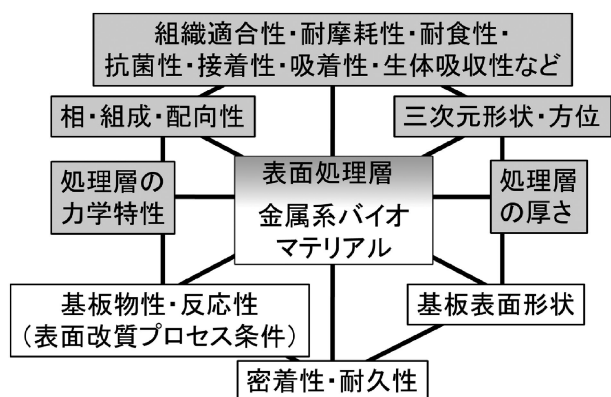 組織適合性・耐摩耗性・耐食性・
抗菌性・接着性・吸着性・生体吸収性など
相・組成・配向性
三次元形状・方位
処理層の
力学特性
表面処理層
金属系バイオ
マテリアル
処理層
の厚さ
基板物性・反応性
（表面改質プロセス条件）
基板表面形状
密着性・耐久性